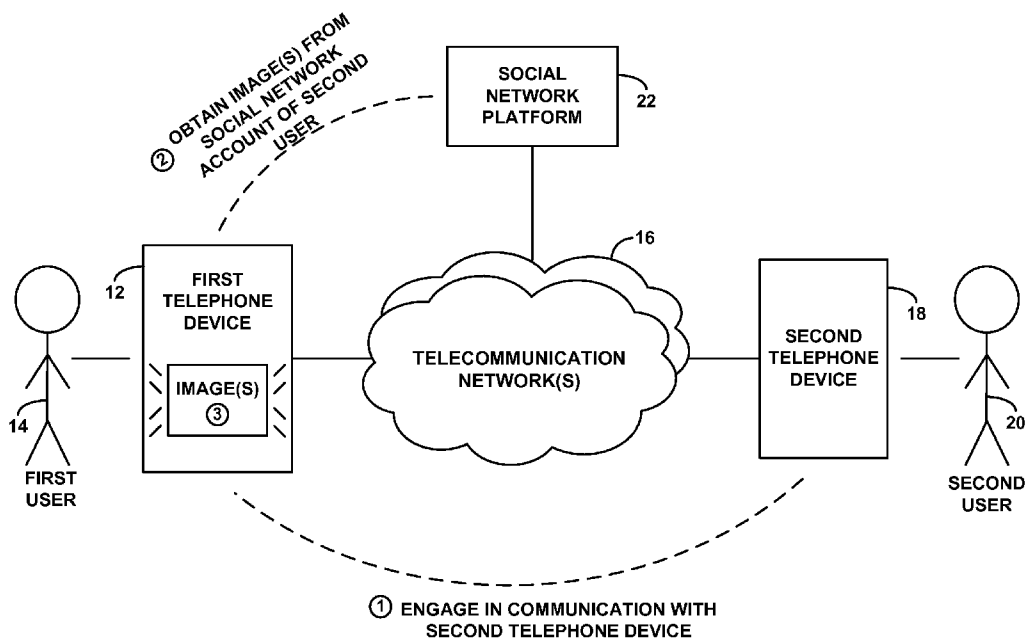 ② OBTAIN IMAGE(S) FROM
SOCIAL NETWORK
ACCOUNT OF SECOND
USER
SOCIAL
NETWORK
PLATFORM
22
16
12
FIRST
TELEPHONE
DEVICE
IMAGE(S)
③
14
FIRST
USER
TELECOMMUNICATION
NETWORK(S)
SECOND
TELEPHONE
DEVICE
18
20
SECOND
USER
① ENGAGE IN COMMUNICATION WITH
SECOND TELEPHONE DEVICE